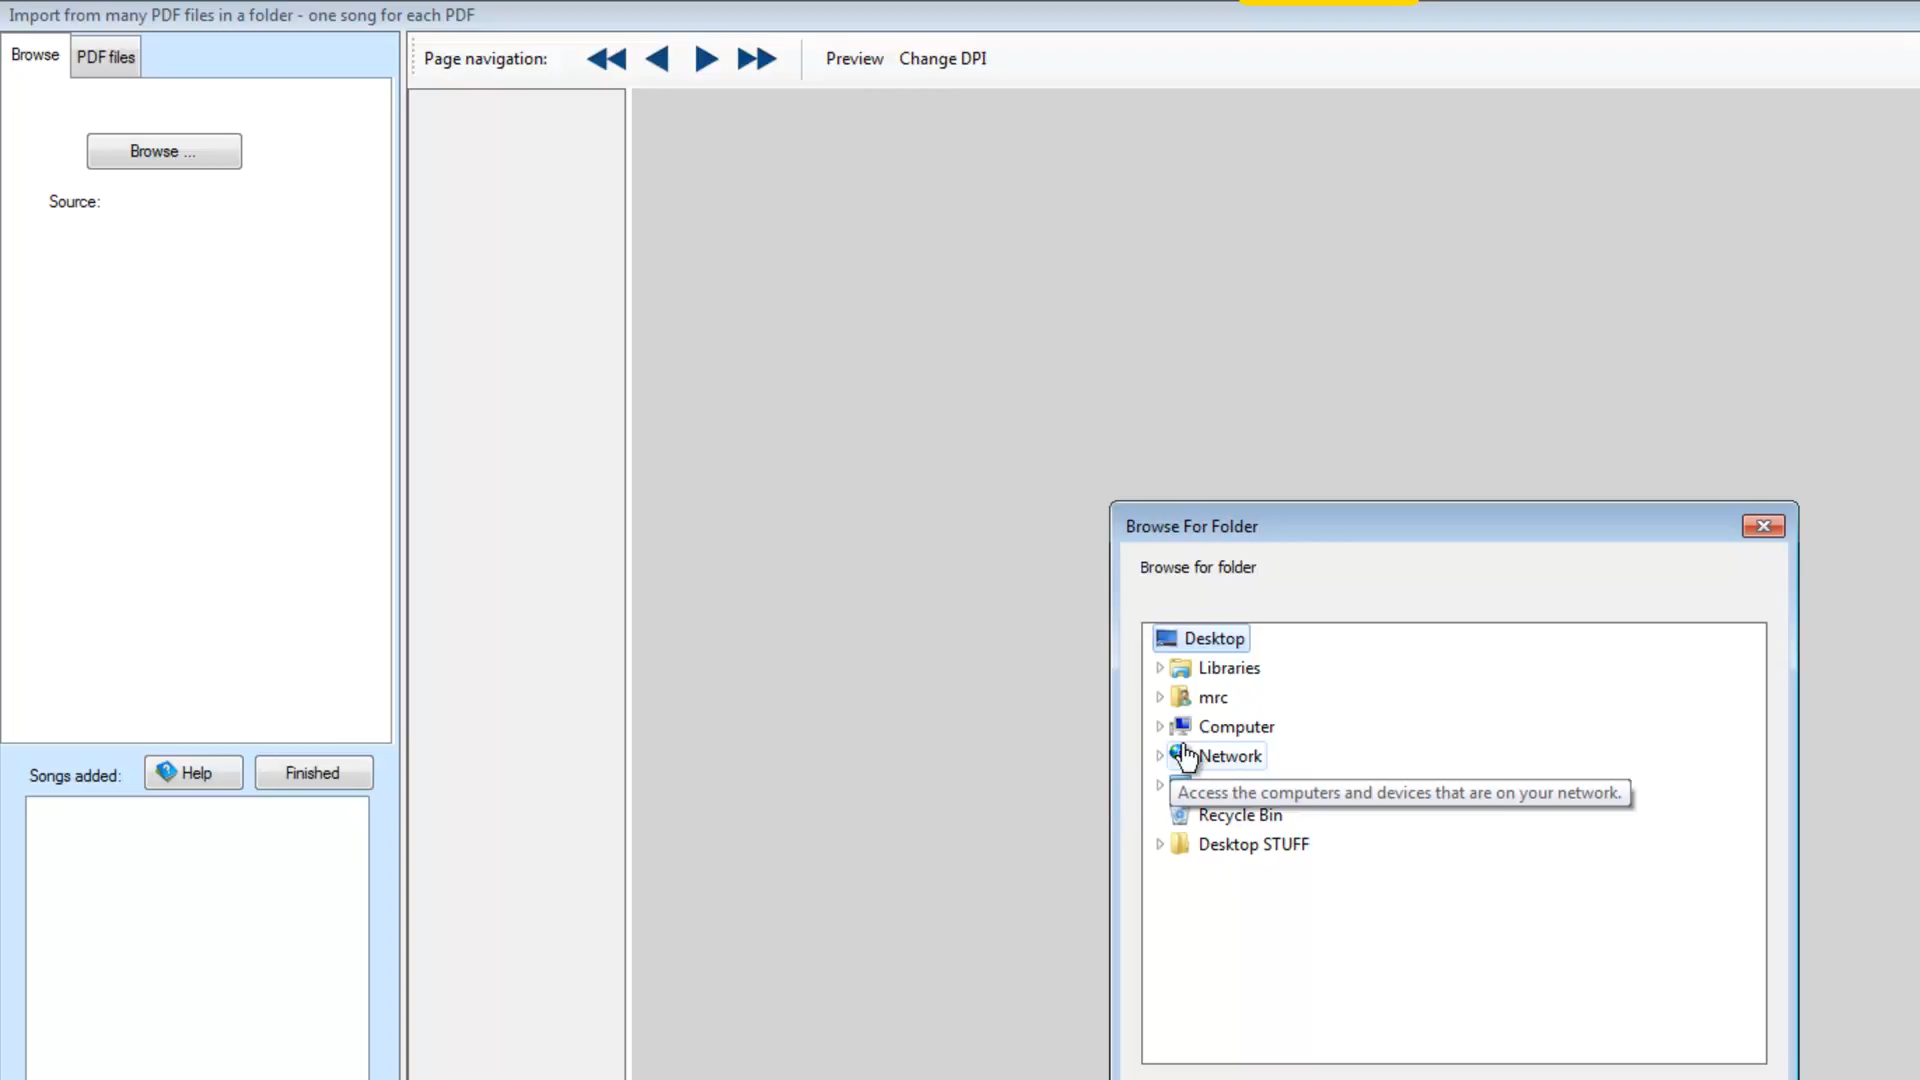 Import from many PDF files in a folder - one song for each PDF
Browse
PDF files
Page navigation:
Preview
Change DPI
Browse ...
Source:
Browse For Folder
Browse for folder
Desktop
Libraries
mrc
Computer
Network
Access the computers and devices that are on your network.
Recycle Bin
Desktop STUFF
Songs added:
Help
Finished